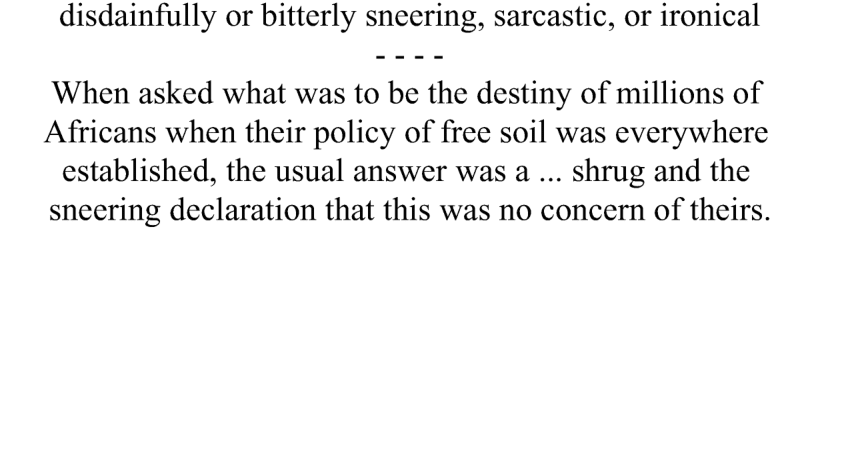 disdainfully or bitterly sneering, sarcastic, or ironical
- - - -
When asked what was to be the destiny of millions of
Africans when their policy of free soil was everywhere
established, the usual answer was a ... shrug and the
sneering declaration that this was no concern of theirs.